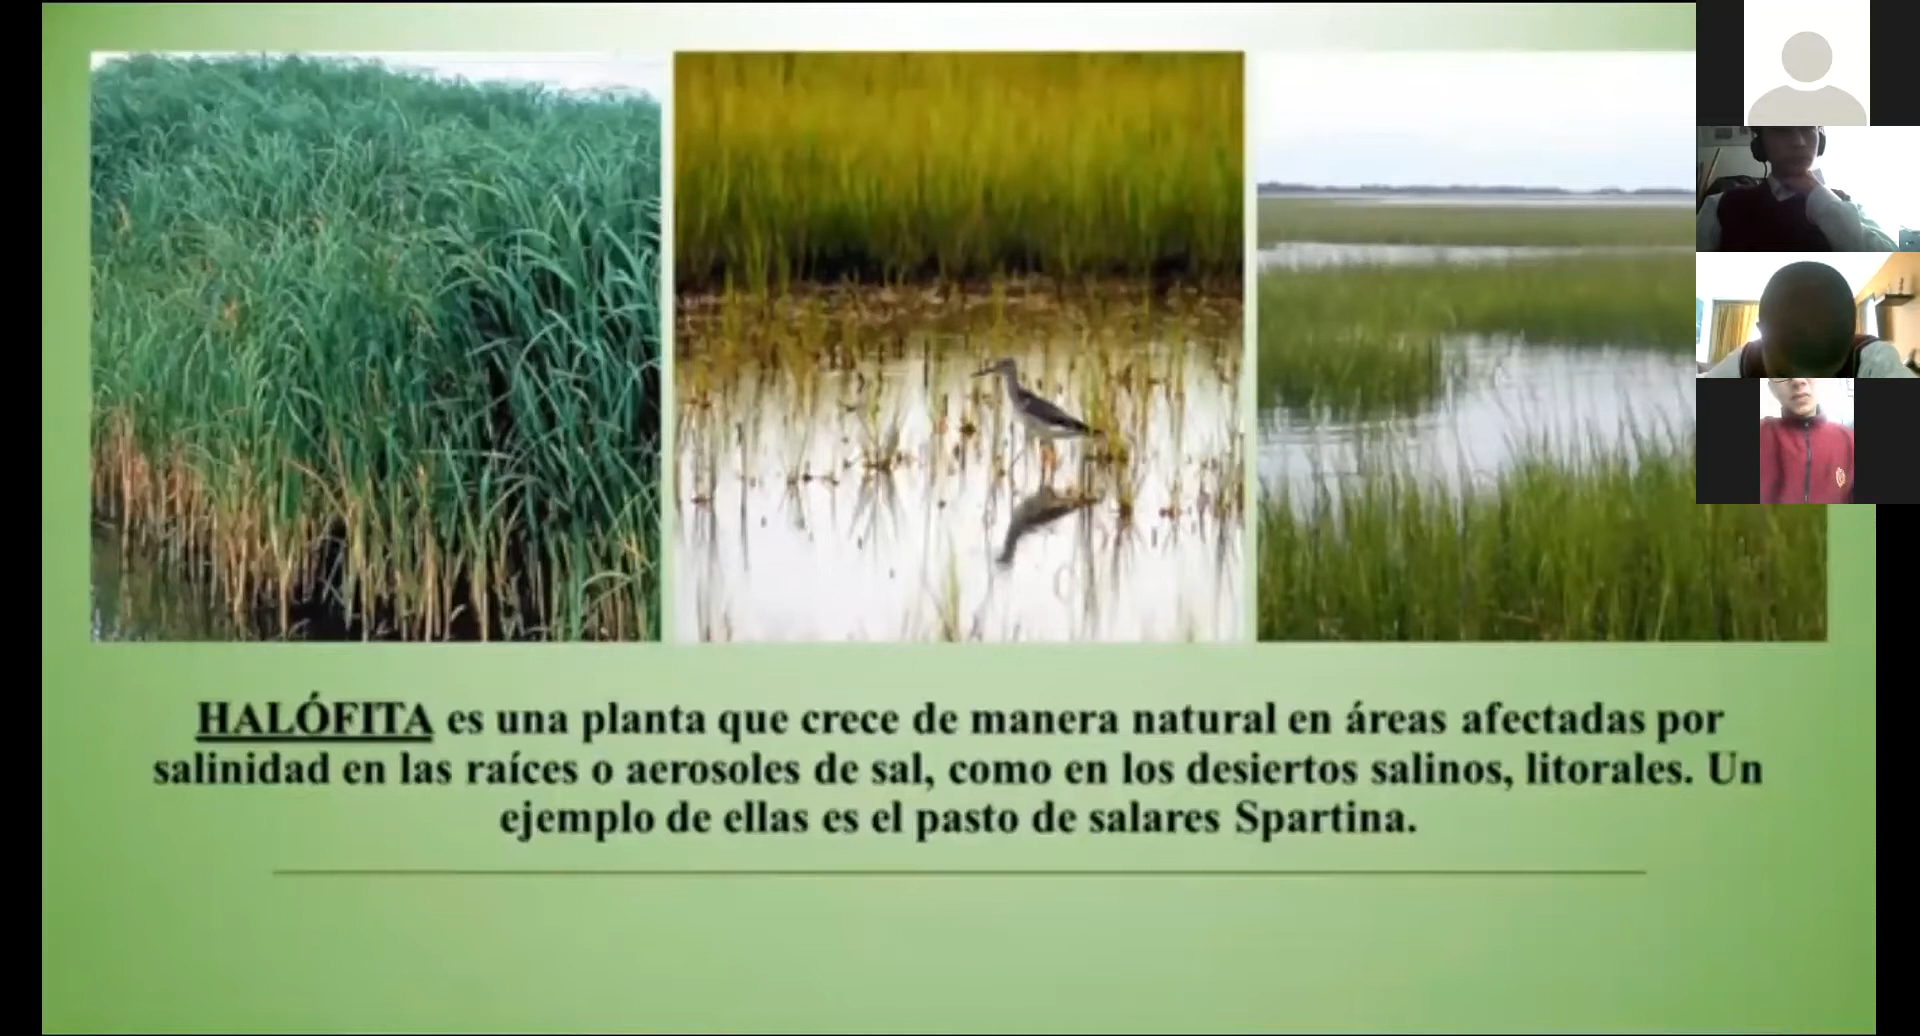 HALÓFITA es una planta que crece de manera natural en áreas afectadas por
salinidad en las raíces o aerosoles de sal, como en los desiertos salinos, litorales. Un
ejemplo de ellas es el pasto de salares Spartina.